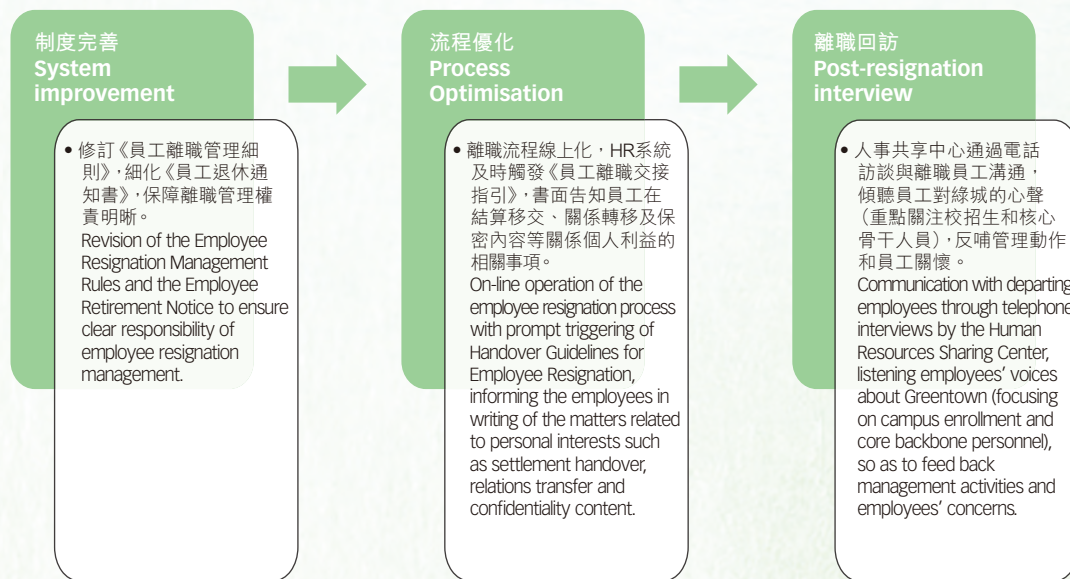 制度完善
System
improvement
• 修訂《員工離職管理細
則》，細化《員工退休通
知書》，保障離職管理權
責明晰。
Revision of the Employee
Resignation Management
Rules and the Employee
Retirement Notice to ensure
clear responsibility of
employee resignation
management.
流程優化
Process
Optimisation
• 離職流程線上化，HR系統
及時觸發《員工離職交接
指引》，書面告知員工在
結算移交、關係轉移及保
密內容等關係個人利益的
相關事項。
On-line operation of the
employee resignation process
with prompt triggering of
Handover Guidelines for
Employee Resignation,
informing the employees in
writing of the matters related
to personal interests such
as settlement handover,
relations transfer and
confidentiality content.
離職回訪
Post-resignation
interview
• 人事共享中心通過電話
訪談與離職員工溝通，
傾聽員工對綠城的心聲
（重點關注校招生和核心
骨干人員），反哺管理動作
和員工關懷。
Communication with departing
employees through telephone
interviews by the Human
Resources Sharing Center,
listening employees’ voices
about Greentown (focusing
on campus enrollment and
core backbone personnel),
so as to feed back
management activities and
employees’ concerns.